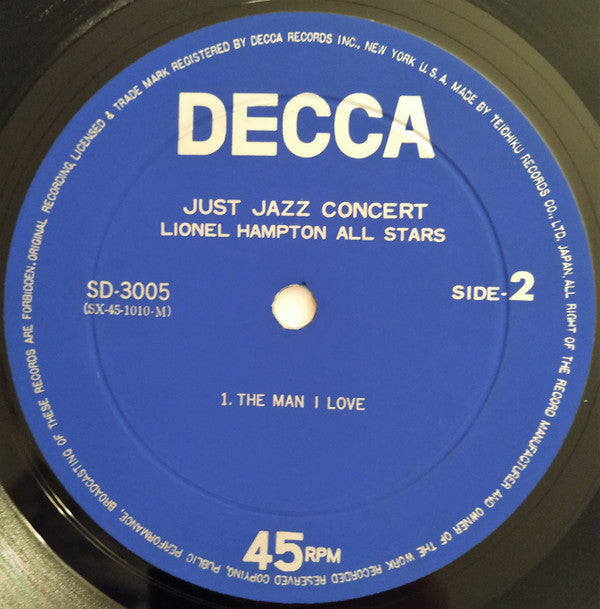 ORIGINAL RECORDING, LICENSED & TRADE MARK REGISTERED BY DECCA RECORDS INC., NEW YORK U.S.A. MADE BY TEICHIKU RECORDS CO., LTD. JAPAN, ALL RIGHT OF THE RECORD MANUFACTURER AND OWNER OF THE WORK RECORDED RESERVED COPYING, PUBLIC PERFORMANCE, BROADCASTING OF THESE RECORDS ARE FORBIDDEN.
DECCA
JUST JAZZ CONCERT
LIONEL HAMPTON ALL STARS
SD-3005
(SX-45-1010-M)
SIDE-2
1. THE MAN I LOVE
45 RPM